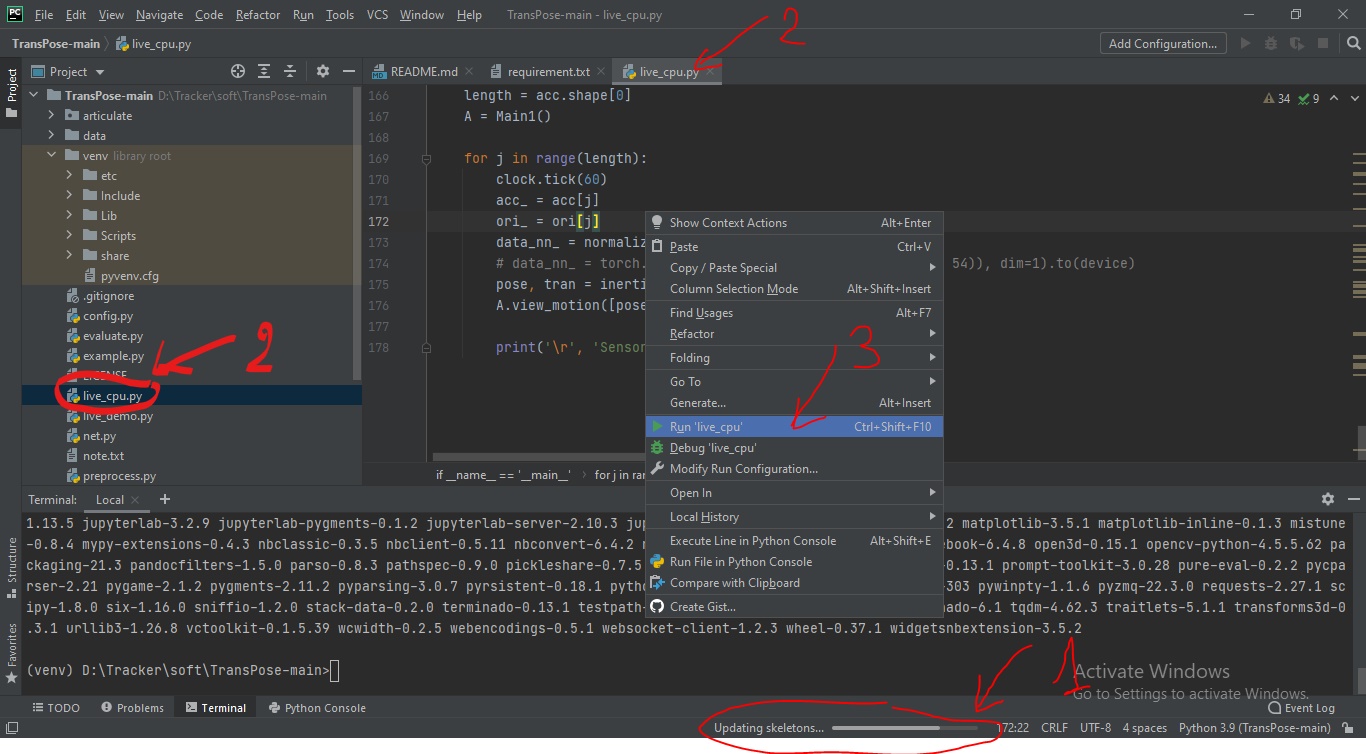 PC File Edit View Navigate Code Refactor Run Tools VCS Window Help TransPose-main - live_cpu.py
2
TransPose-main live_cpu.py Add Configuration...
Project
Project
README.md requirement.txt live_cpu.py
TransPose-main D:\Tracker\soft\TransPose-main
articulate
data
venv library root
etc
Include
Lib
Scripts
share
pyvenv.cfg
.gitignore
config.py
evaluate.py
example.py
2
LICENSE
live_cpu.py
live_demo.py
net.py
note.txt
preprocess.py
34 9
166 length = acc.shape[0]
167 A = Main1()
168
169 for j in range(length):
170 clock.tick(60)
171 acc_ = acc[j]
172 ori_ = ori[j]
173 data_nn_ = normaliz
174 # data_nn_ = torch. 54)), dim=1).to(device)
175 pose, tran = inerti
176 A.view_motion([pose
177
178 print('\r', 'Sensor
if __name__ == '__main__' for j in ran
Show Context Actions Alt+Enter
Paste Ctrl+V
Copy / Paste Special
Column Selection Mode Alt+Shift+Insert
Find Usages Alt+F7
Refactor
3
Folding
Go To
Generate... Alt+Insert
Run 'live_cpu' Ctrl+Shift+F10
Debug 'live_cpu'
Modify Run Configuration...
Open In
Local History
Execute Line in Python Console Alt+Shift+E
Run File in Python Console
Compare with Clipboard
Create Gist...
Terminal: Local
1.13.5 jupyterlab-3.2.9 jupyterlab-pygments-0.1.2 jupyterlab-server-2.10.3 jup 2 matplotlib-3.5.1 matplotlib-inline-0.1.3 mistune
-0.8.4 mypy-extensions-0.4.3 nbclassic-0.3.5 nbclient-0.5.11 nbconvert-6.4.2 ebook-6.4.8 open3d-0.15.1 opencv-python-4.5.5.62 pa
ckaging-21.3 pandocfilters-1.5.0 parso-0.8.3 pathspec-0.9.0 pickleshare-0.7.5 0.13.1 prompt-toolkit-3.0.28 pure-eval-0.2.2 pycpa
rser-2.21 pygame-2.1.2 pygments-2.11.2 pyparsing-3.0.7 pyrsistent-0.18.1 pytho 303 pywinpty-1.1.6 pyzmq-22.3.0 requests-2.27.1 sc
ipy-1.8.0 six-1.16.0 sniffio-1.2.0 stack-data-0.2.0 terminado-0.13.1 testpath- nado-6.1 tqdm-4.62.3 traitlets-5.1.1 transforms3d-0
.3.1 urllib3-1.26.8 vctoolkit-0.1.5.39 wcwidth-0.2.5 webencodings-0.5.1 websocket-client-1.2.3 wheel-0.37.1 widgetsnbextension-3.5.2
(venv) D:\Tracker\soft\TransPose-main>
1
Structure
Favorites
Activate Windows
Go to Settings to activate Windows.
TODO Problems Terminal Python Console Event Log
Updating skeletons... 172:22 CRLF UTF-8 4 spaces Python 3.9 (TransPose-main)